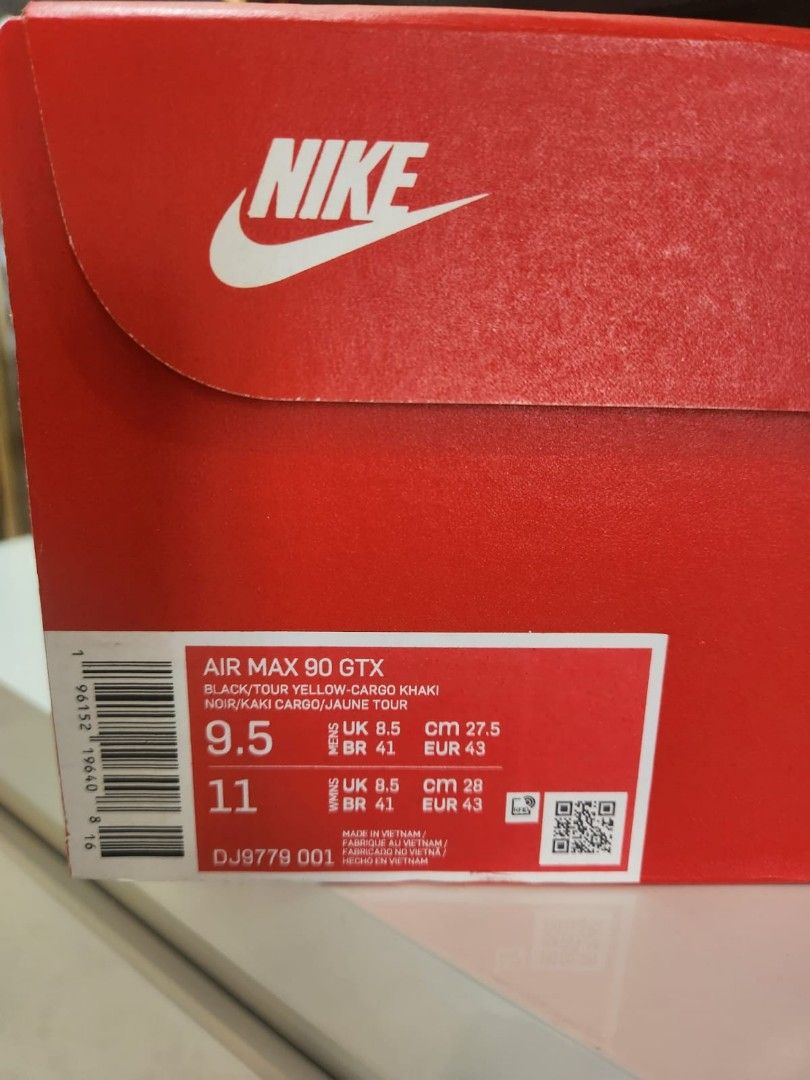 NIKE
AIR MAX 90 GTX
BLACK/TOUR YELLOW-CARGO KHAKI
NOIR/KAKI CARGO/JAUNE TOUR
9.5 MENS UK 8.5 cm 27.5
BR 41 EUR 43
11 WMNS UK 8.5 cm 28
BR 41 EUR 43
DJ9779 001
MADE IN VIETNAM /
FABRIQUÉ AU VIETNAM /
FABRICADO NO VIETNÃ /
HECHO EN VIETNAM
1 96152 19640 8 16